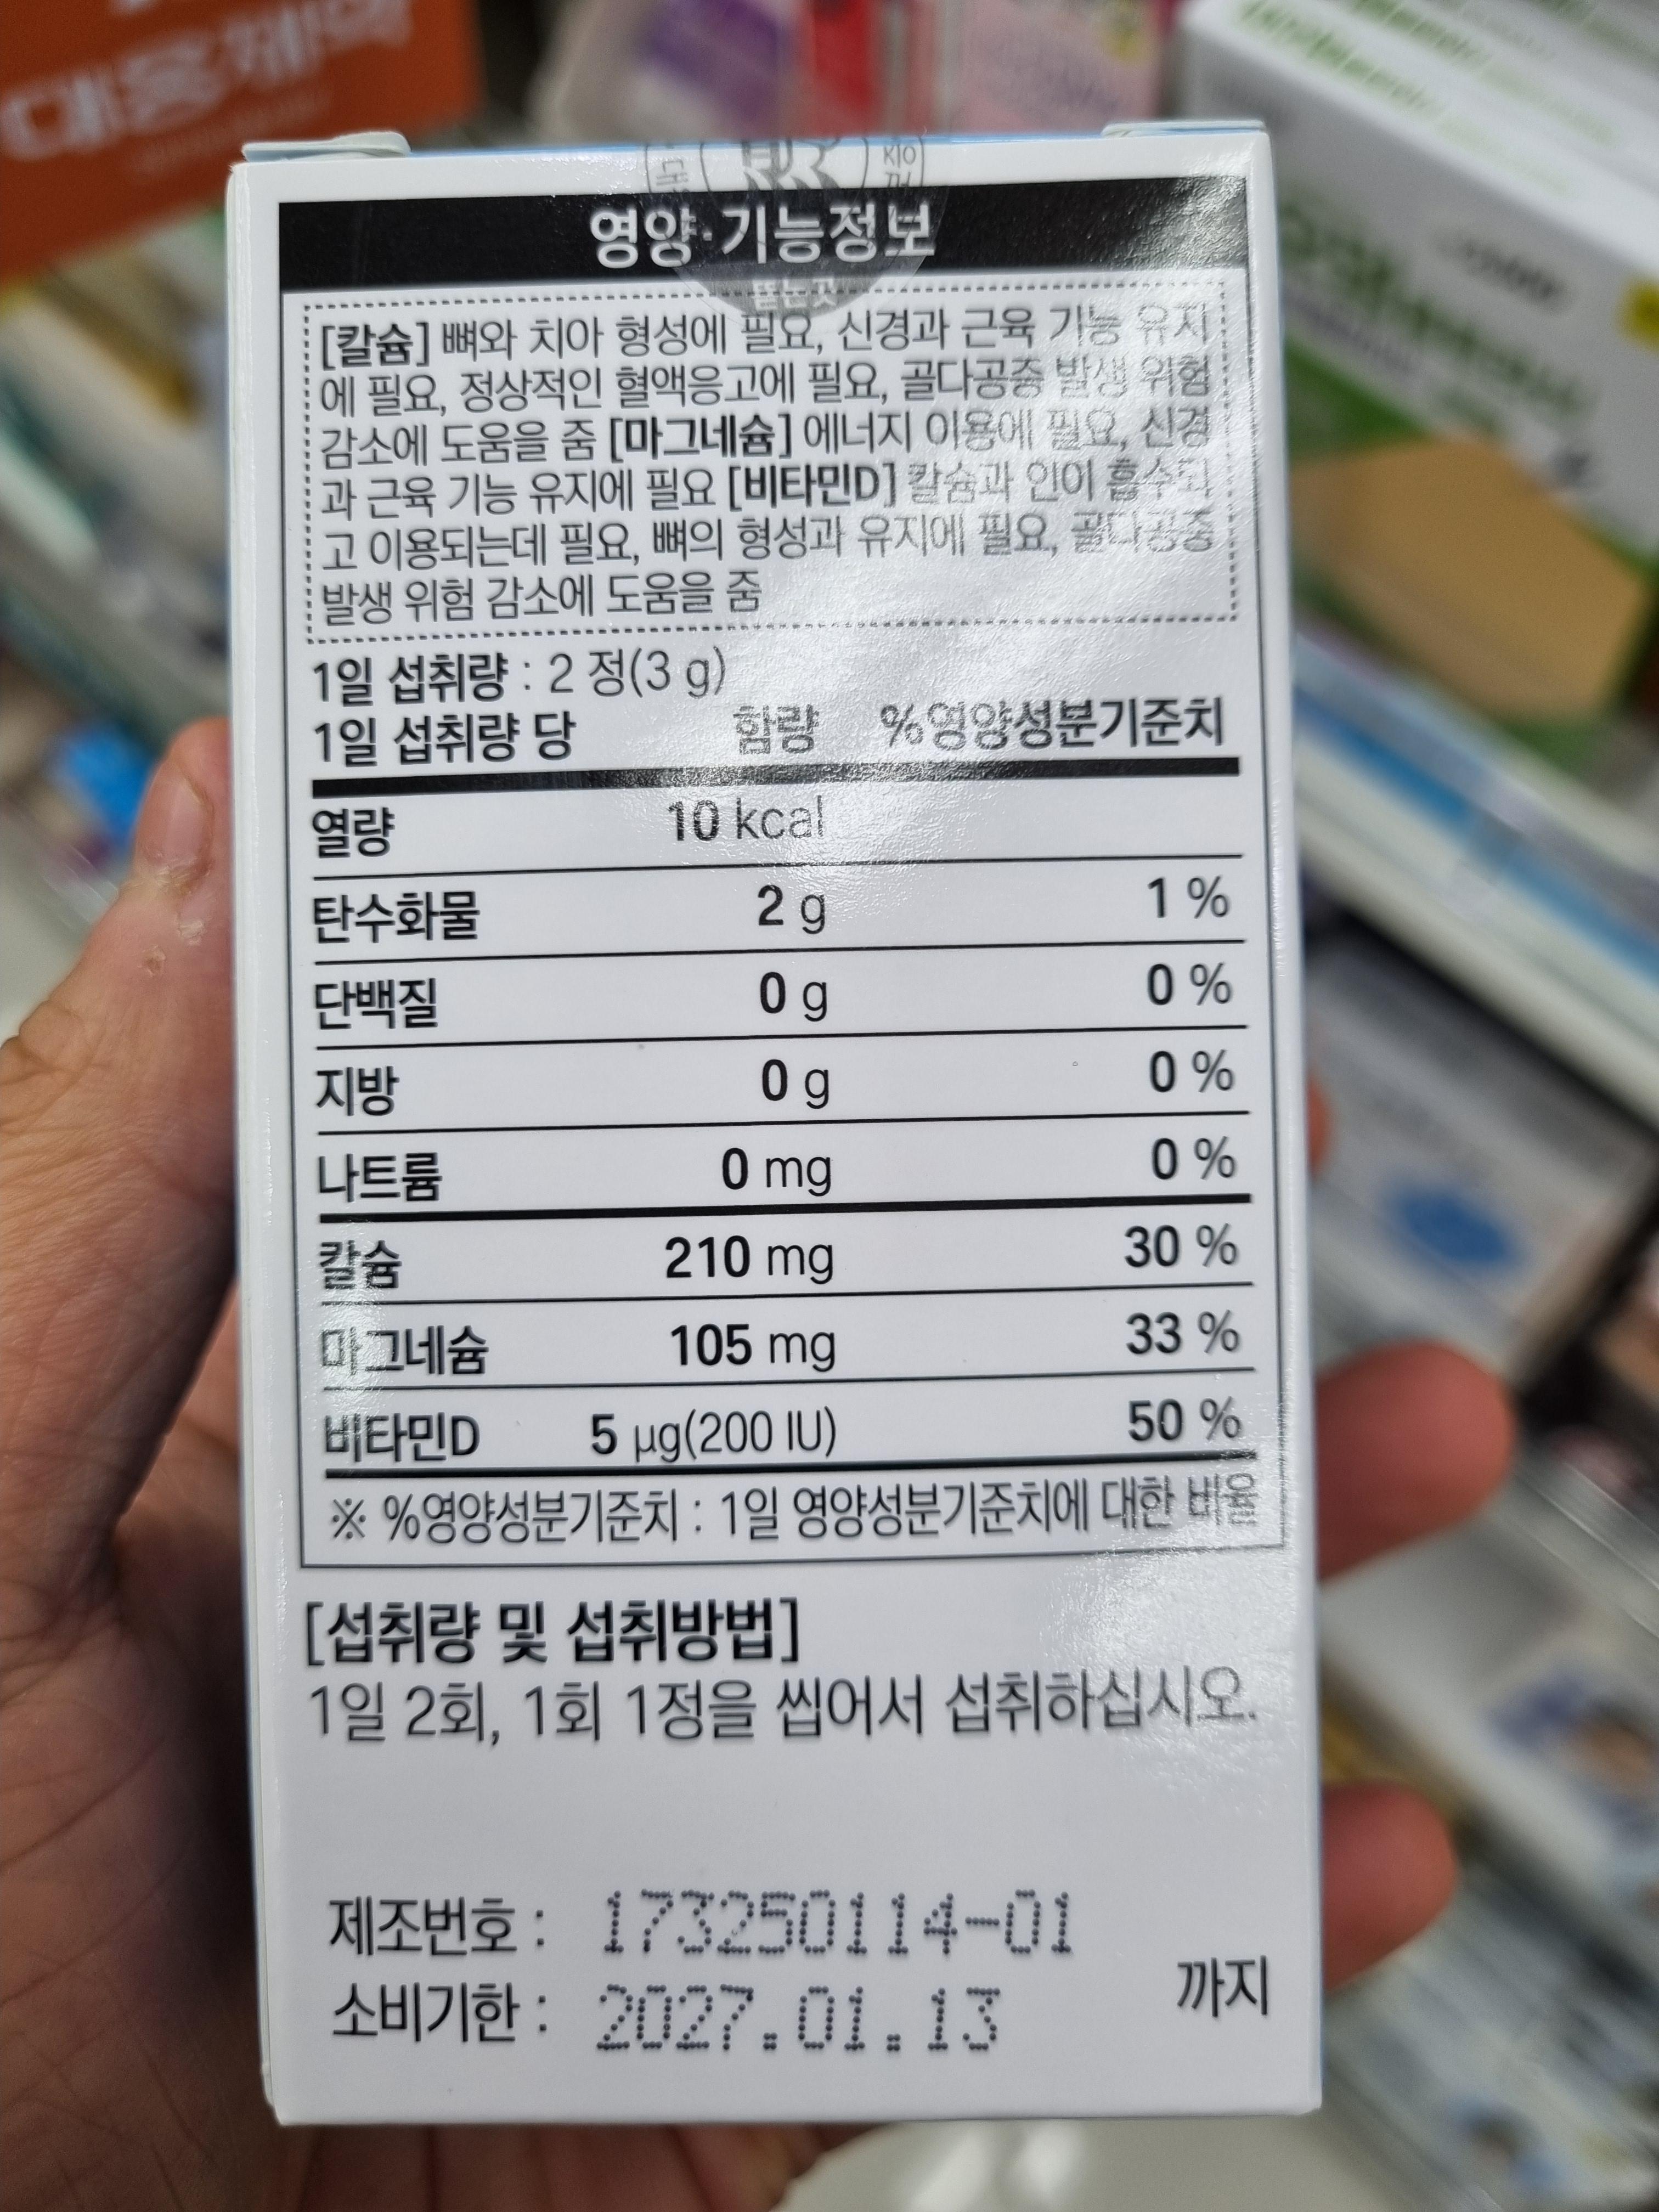 대웅제약
영양·기능정보
[칼슘] 뼈와 치아 형성에 필요, 신경과 근육 기능 유지
에 필요, 정상적인 혈액응고에 필요, 골다공증 발생 위험
감소에 도움을 줌 [마그네슘] 에너지 이용에 필요, 신경
과 근육 기능 유지에 필요 [비타민D] 칼슘과 인이 흡수되
고 이용되는데 필요, 뼈의 형성과 유지에 필요, 골다공증
발생 위험 감소에 도움을 줌
1일 섭취량 : 2 정(3 g)
1일 섭취량 당 함량 %영양성분기준치
열량 10 kcal
탄수화물 2 g 1 %
단백질 0 g 0 %
지방 0 g 0 %
나트륨 0 mg 0 %
칼슘 210 mg 30 %
마그네슘 105 mg 33 %
비타민D 5 µg(200 IU) 50 %
※ %영양성분기준치 : 1일 영양성분기준치에 대한 비율
[섭취량 및 섭취방법]
1일 2회, 1회 1정을 씹어서 섭취하십시오.
제조번호 : 173250114-01
소비기한 : 2027.01.13 까지